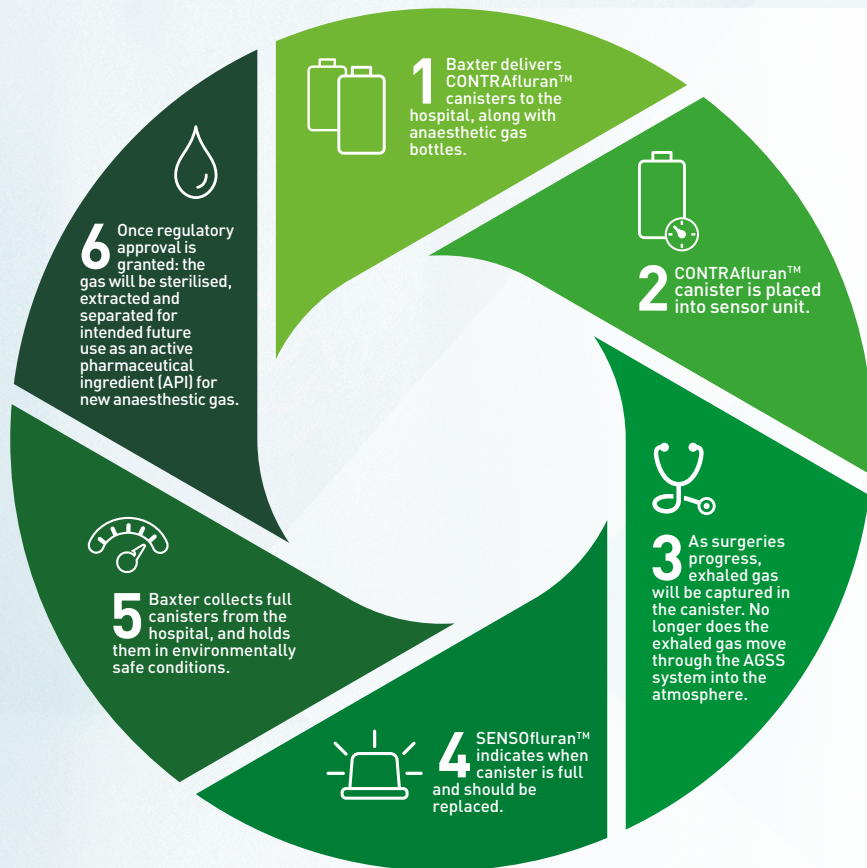 1 Baxter delivers
CONTRAfluran™
canisters to the
hospital, along with
anaesthetic gas
bottles.
2 CONTRAfluran™
canister is placed
into sensor unit.
3 As surgeries
progress,
exhaled gas
will be captured in
the canister. No
longer does the
exhaled gas move
through the AGSS
system into the
atmosphere.
4 SENSOfluran™
indicates when
canister is full
and should be
replaced.
5 Baxter collects full
canisters from the
hospital, and holds
them in environmentally
safe conditions.
6 Once regulatory
approval is
granted: the
gas will be sterilised,
extracted and
separated for
intended future
use as an active
pharmaceutical
ingredient (API) for
new anaesthestic gas.